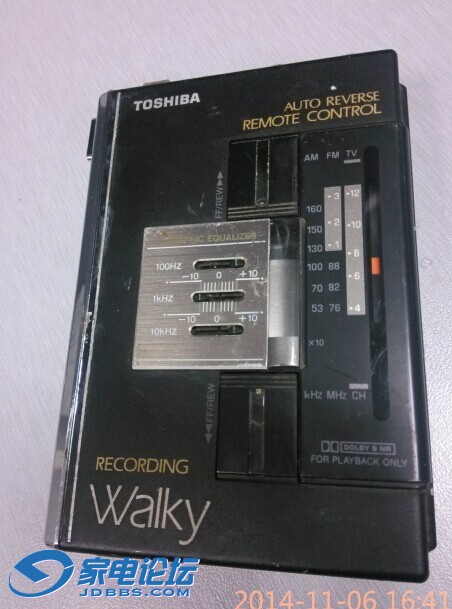 TOSHIBA
AUTO REVERSE
REMOTE CONTROL
AM FM TV
FF/REW
GRAPHIC EQUALIZER
100Hz
-10 0 +10
1kHz
10kHz
-10 0 +10
3 12
160
150 2 10
130 1 8
100 88
70 82 6
53 76 4
×10
kHz MHz CH
FF/REW
DOLBY B NR
FOR PLAYBACK ONLY
RECORDING
Walky
家电论坛
JDBBS.COM
2014-11-06 16:41